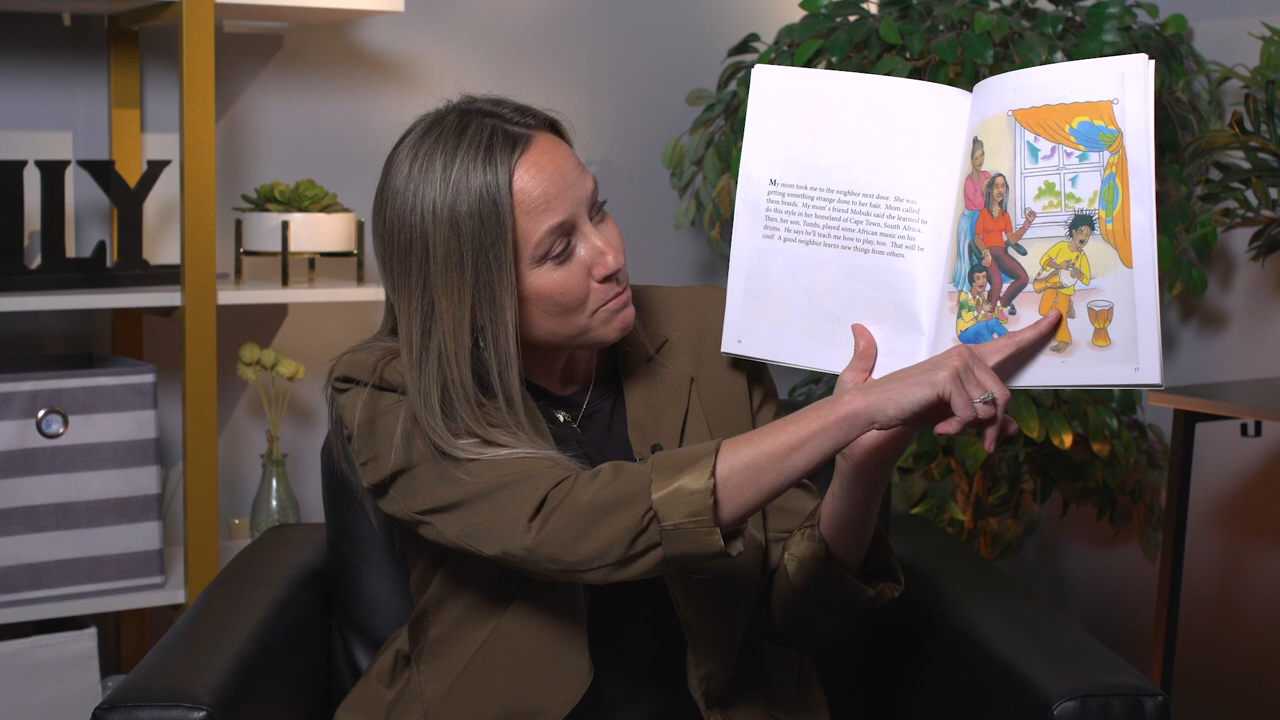 ILY
My mom took me to the neighbor next door. She was
getting something strange done to her hair. Mom called
them braids. My mom's friend Mobuki said she learned to
do this style in her homeland of Cape Town, South Africa.
Then, her son, Tumbi, played some African music on his
drums. He says he'll teach me how to play, too. That will be
cool! A good neighbor learns new things from others.
16
17